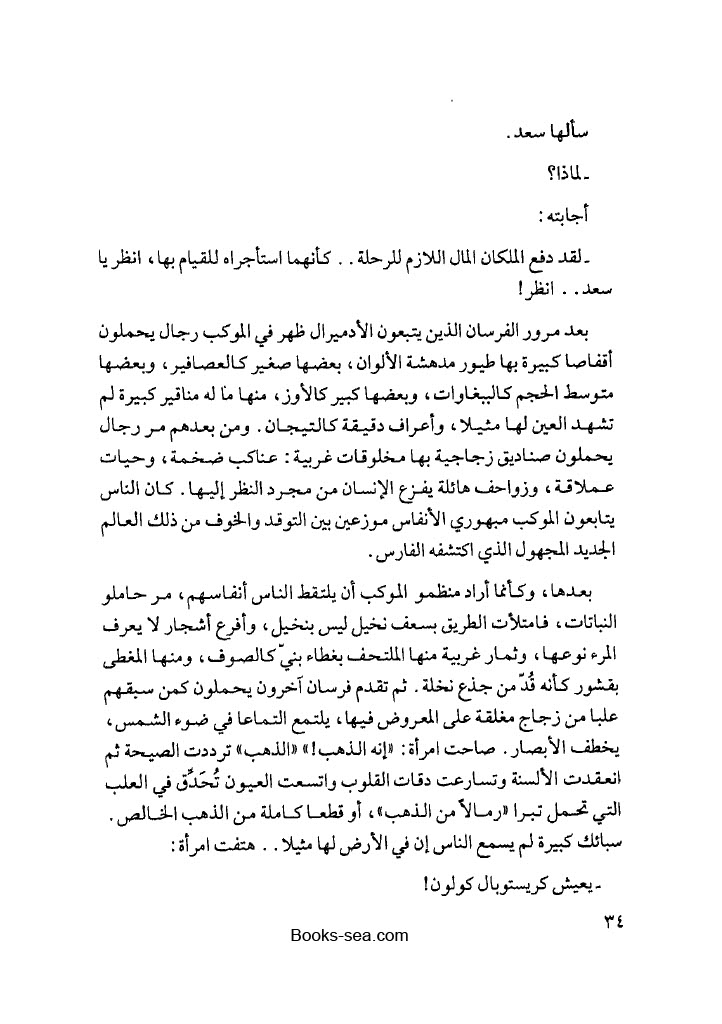 سألها سعد.
ـ لماذا؟
أجابته :
ـ لقد دفع الملكان المال اللازم للرحلة . . كأنهما استأجراه للقيام بها، انظر يا
سعد. . انظر!
بعد مرور الفرسان الذين يتبعون الأدميرال ظهر في الموكب رجال يحملون
أقفاصا كبيرة بها طيور مدهشة الألوان، بعضها صغير كالعصافير، وبعضها
متوسط الحجم كالببغاوات، وبعضها كبير كالأوز، منها ما له مناقير كبيرة لم
تشهد العين لها مثيلا، وأعراف دقيقة كالتيجان. ومن بعدهم مر رجال
يحملون صناديق زجاجية بها مخلوقات غريبة : عناكب ضخمة، وحيات
عملاقة، وزواحف هائلة يفزع الإنسان من مجرد النظر إليها. كان الناس
يتابعون الموكب مبهوري الأنفاس موزعين بين التوقد والخوف من ذلك العالم
الجديد المجهول الذي اكتشفه الفارس.
بعدها، وكأنما أراد منظمو الموكب أن يلتقط الناس أنفاسهم، مر حاملو
النباتات، فامتلأت الطريق بسعف نخيل ليس بنخيل، وأفرع أشجار لا يعرف
المرء نوعها، وثمار غريبة منها الملتحف بغطاء بنيّ كالصوف، ومنها المغطى
بقشور كأنه قُدّ من جذع نخلة. ثم تقدم فرسان آخرون يحملون كمن سبقهم
علبا من زجاج مغلقة على المعروض فيها، يلتمع التماعا في ضوء الشمس،
يخطف الأبصار. صاحت امرأة: «إنه الذهب!» «الذهب» ترددت الصيحة ثم
انعقدت الألسنة وتسارعت دقات القلوب واتسعت العيون تُحَدِّق في العلب
التي تحمل تبرا «رمالاً من الذهب»، أو قطعا كاملة من الذهب الخالص.
سبائك كبيرة لم يسمع الناس إن في الأرض لها مثيلا. . هتفت امرأة:
ـ يعيش كريستوبال كولون!
٣٤
Books-sea.com